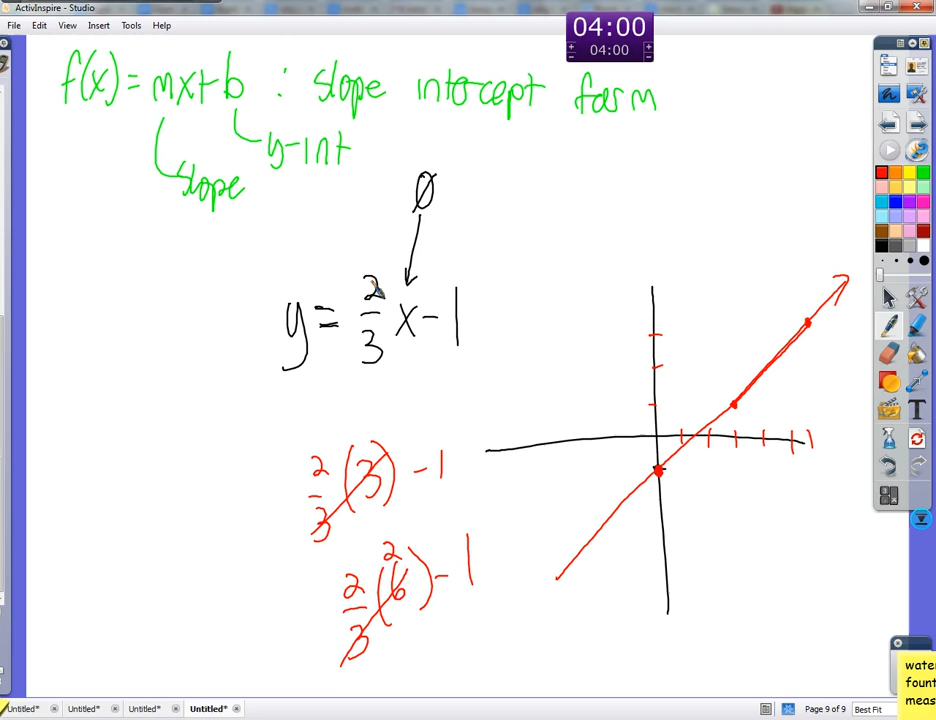 ActivInspire - Studio
File Edit View Insert Tools Help
04:00
04:00
f(x) = mx+b : slope intercept form
y-int
slope
0
y = 2/3 x - 1
2/3 (3) - 1
2
2/3 (6) - 1
wate
fount
meas
Untitled* Untitled* Untitled* Untitled* Page 9 of 9 Best Fit